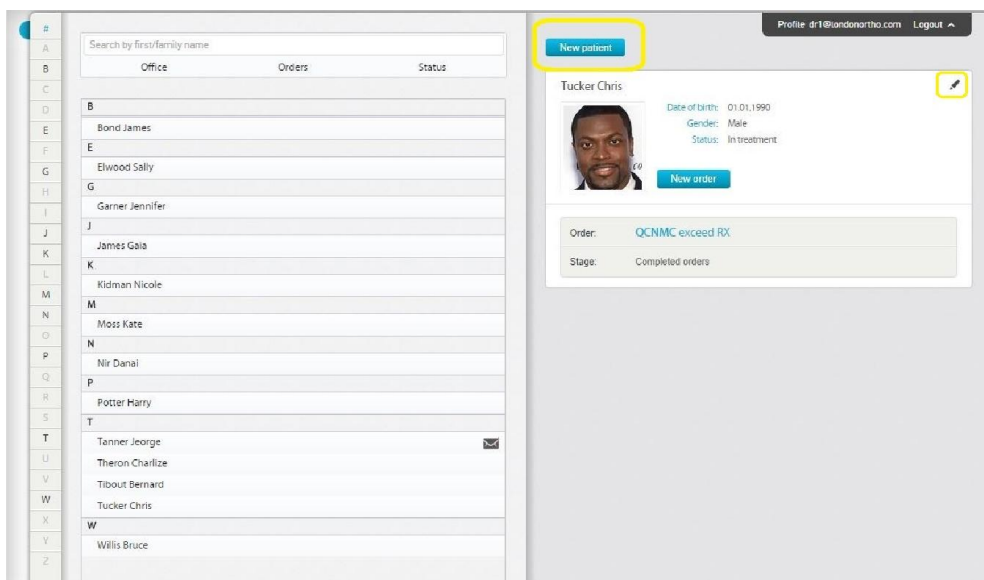 Profile dr1@londonortho.com Logout
#
A
B
C
D
E
F
G
H
I
J
K
L
M
N
O
P
Q
R
S
T
U
V
W
X
Y
Z
Search by first/family name
Office Orders Status
B
Bond James
E
Elwood Sally
G
Garner Jennifer
J
James Gaia
K
Kidman Nicole
M
Moss Kate
N
Nir Danai
P
Potter Harry
T
Tanner Jeorge
Theron Charlize
Tibout Bernard
Tucker Chris
W
Willis Bruce
New patient
Tucker Chris
Date of birth: 01.01.1990
Gender: Male
Status: In treatment
New order
Order: QCNMC exceed RX
Stage: Completed orders